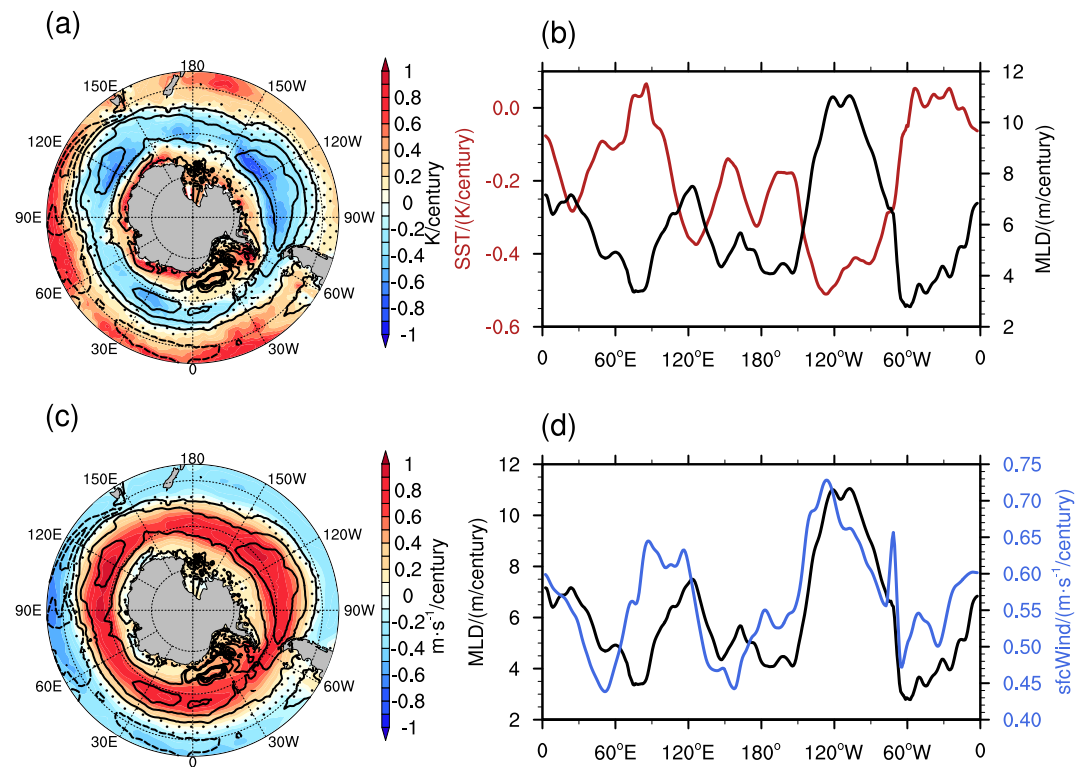 (a)
180
150E
150W
120E
120W
90E
90W
60E
60W
30E
30W
0
1
0.8
0.6
0.4
0.2
0
-0.2
-0.4
-0.6
-0.8
-1
K/century
(b)
0.0
-0.2
-0.4
-0.6
SST/(K/century)
12
10
8
6
4
2
MLD/(m/century)
0 60°E 120°E 180° 120°W 60°W 0
(c)
180
150E
150W
120E
120W
90E
90W
60E
60W
30E
30W
0
1
0.8
0.6
0.4
0.2
0
-0.2
-0.4
-0.6
-0.8
-1
m·s⁻¹/century
(d)
12
10
8
6
4
2
MLD/(m/century)
0.75
0.70
0.65
0.60
0.55
0.50
0.45
0.40
stcWind/(m·s⁻¹/century)
0 60°E 120°E 180° 120°W 60°W 0